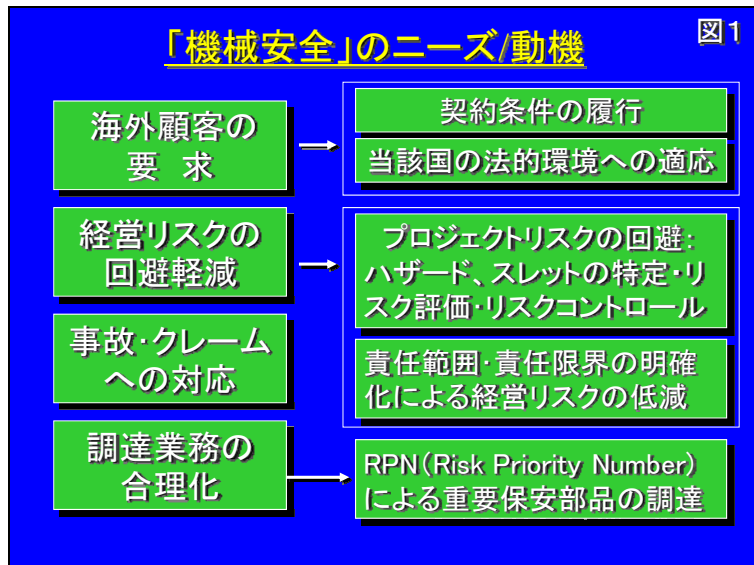 図1
「機械安全」のニーズ/動機
海外顧客の
要 求
契約条件の履行
当該国の法的環境への適応
経営リスクの
回避軽減
プロジェクトリスクの回避:
ハザード、スレットの特定・リ
スク評価・リスクコントロール
事故・クレーム
への対応
責任範囲・責任限界の明確
化による経営リスクの低減
調達業務の
合理化
RPN(Risk Priority Number)
による重要保安部品の調達